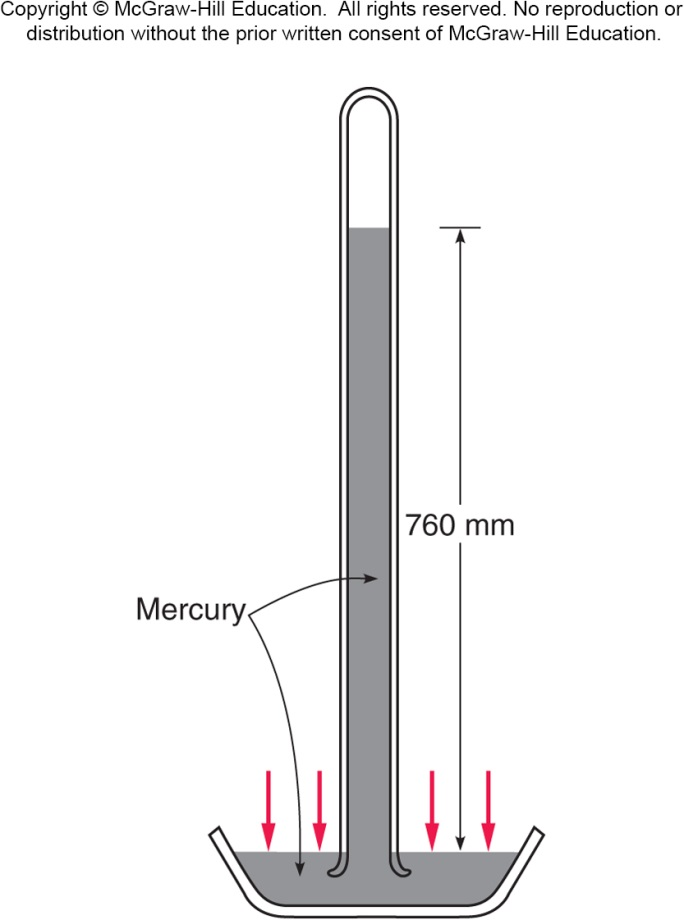 Copyright © McGraw-Hill Education.  All rights reserved. No reproduction or
distribution without the prior written consent of McGraw-Hill Education.
760 mm
Mercury